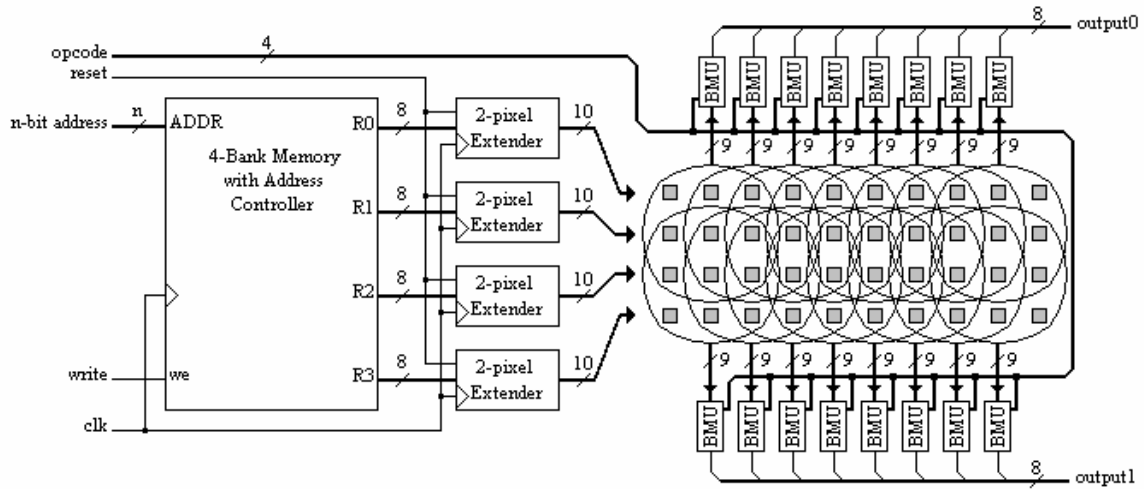 8 output0
opcode 4
BMU BMU BMU BMU BMU BMU BMU BMU
reset
n-bit address n ADDR R0 8 2-pixel Extender 10
9 9 9 9 9 9 9 9
4-Bank Memory
with Address
Controller
R1 8 2-pixel Extender 10
R2 8 2-pixel Extender 10
R3 8 2-pixel Extender 10
9 9 9 9 9 9 9 9
write we
BMU BMU BMU BMU BMU BMU BMU BMU
clk
8 output1